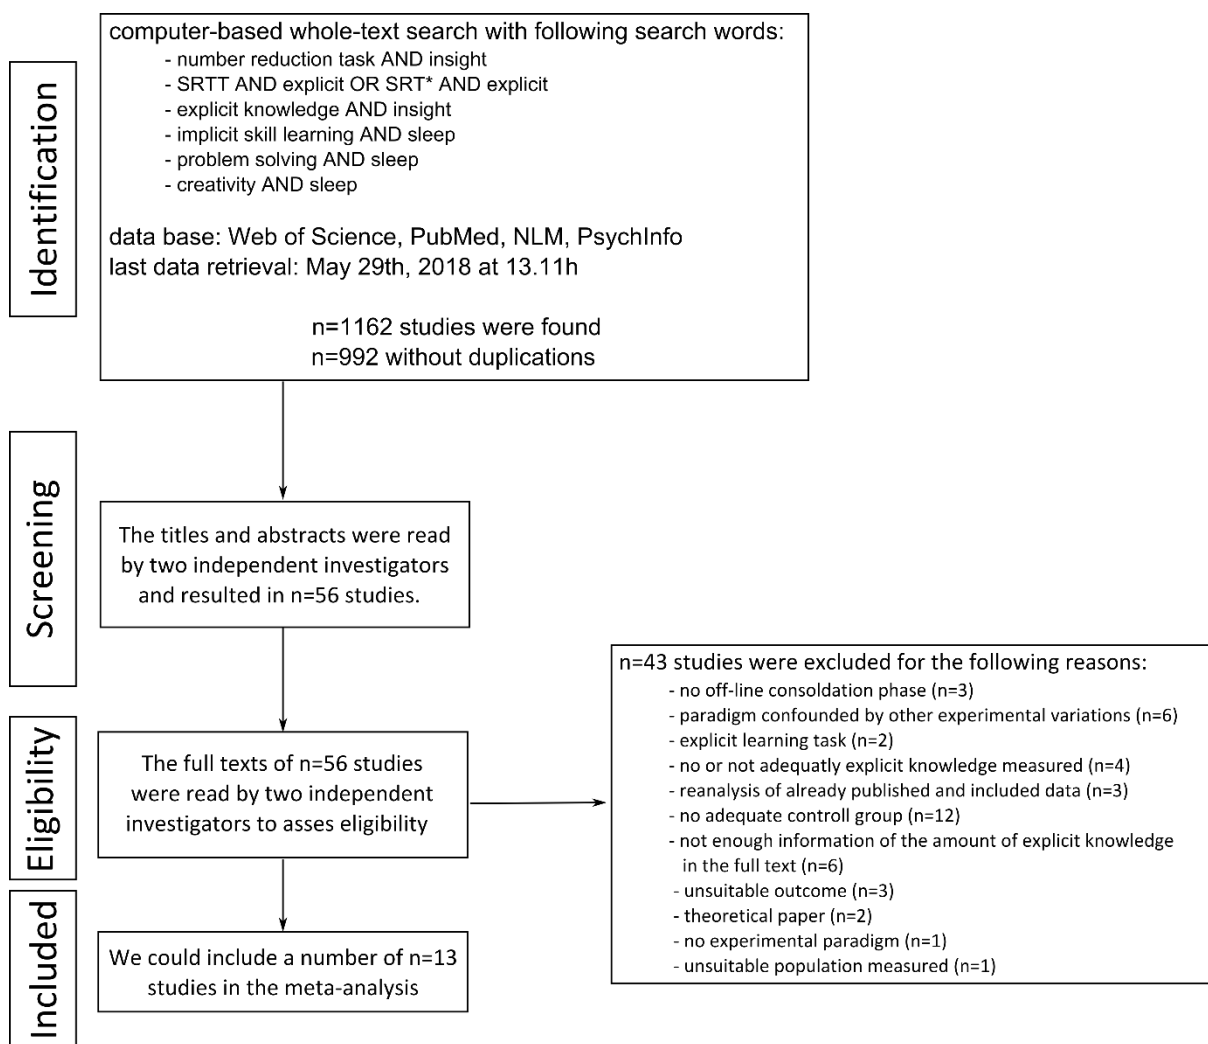 Identification
computer-based whole-text search with following search words:
- number reduction task AND insight
- SRTT AND explicit OR SRT* AND explicit
- explicit knowledge AND insight
- implicit skill learning AND sleep
- problem solving AND sleep
- creativity AND sleep
data base: Web of Science, PubMed, NLM, PsychInfo
last data retrieval: May 29th, 2018 at 13.11h
n=1162 studies were found
n=992 without duplications
Screening
The titles and abstracts were read
by two independent investigators
and resulted in n=56 studies.
Eligibility
The full texts of n=56 studies
were read by two independent
investigators to asses eligibility
n=43 studies were excluded for the following reasons:
- no off-line consoldation phase (n=3)
- paradigm confounded by other experimental variations (n=6)
- explicit learning task (n=2)
- no or not adequatly explicit knowledge measured (n=4)
- reanalysis of already published and included data (n=3)
- no adequate controll group (n=12)
- not enough information of the amount of explicit knowledge
in the full text (n=6)
- unsuitable outcome (n=3)
- theoretical paper (n=2)
- no experimental paradigm (n=1)
- unsuitable population measured (n=1)
Included
We could include a number of n=13
studies in the meta-analysis